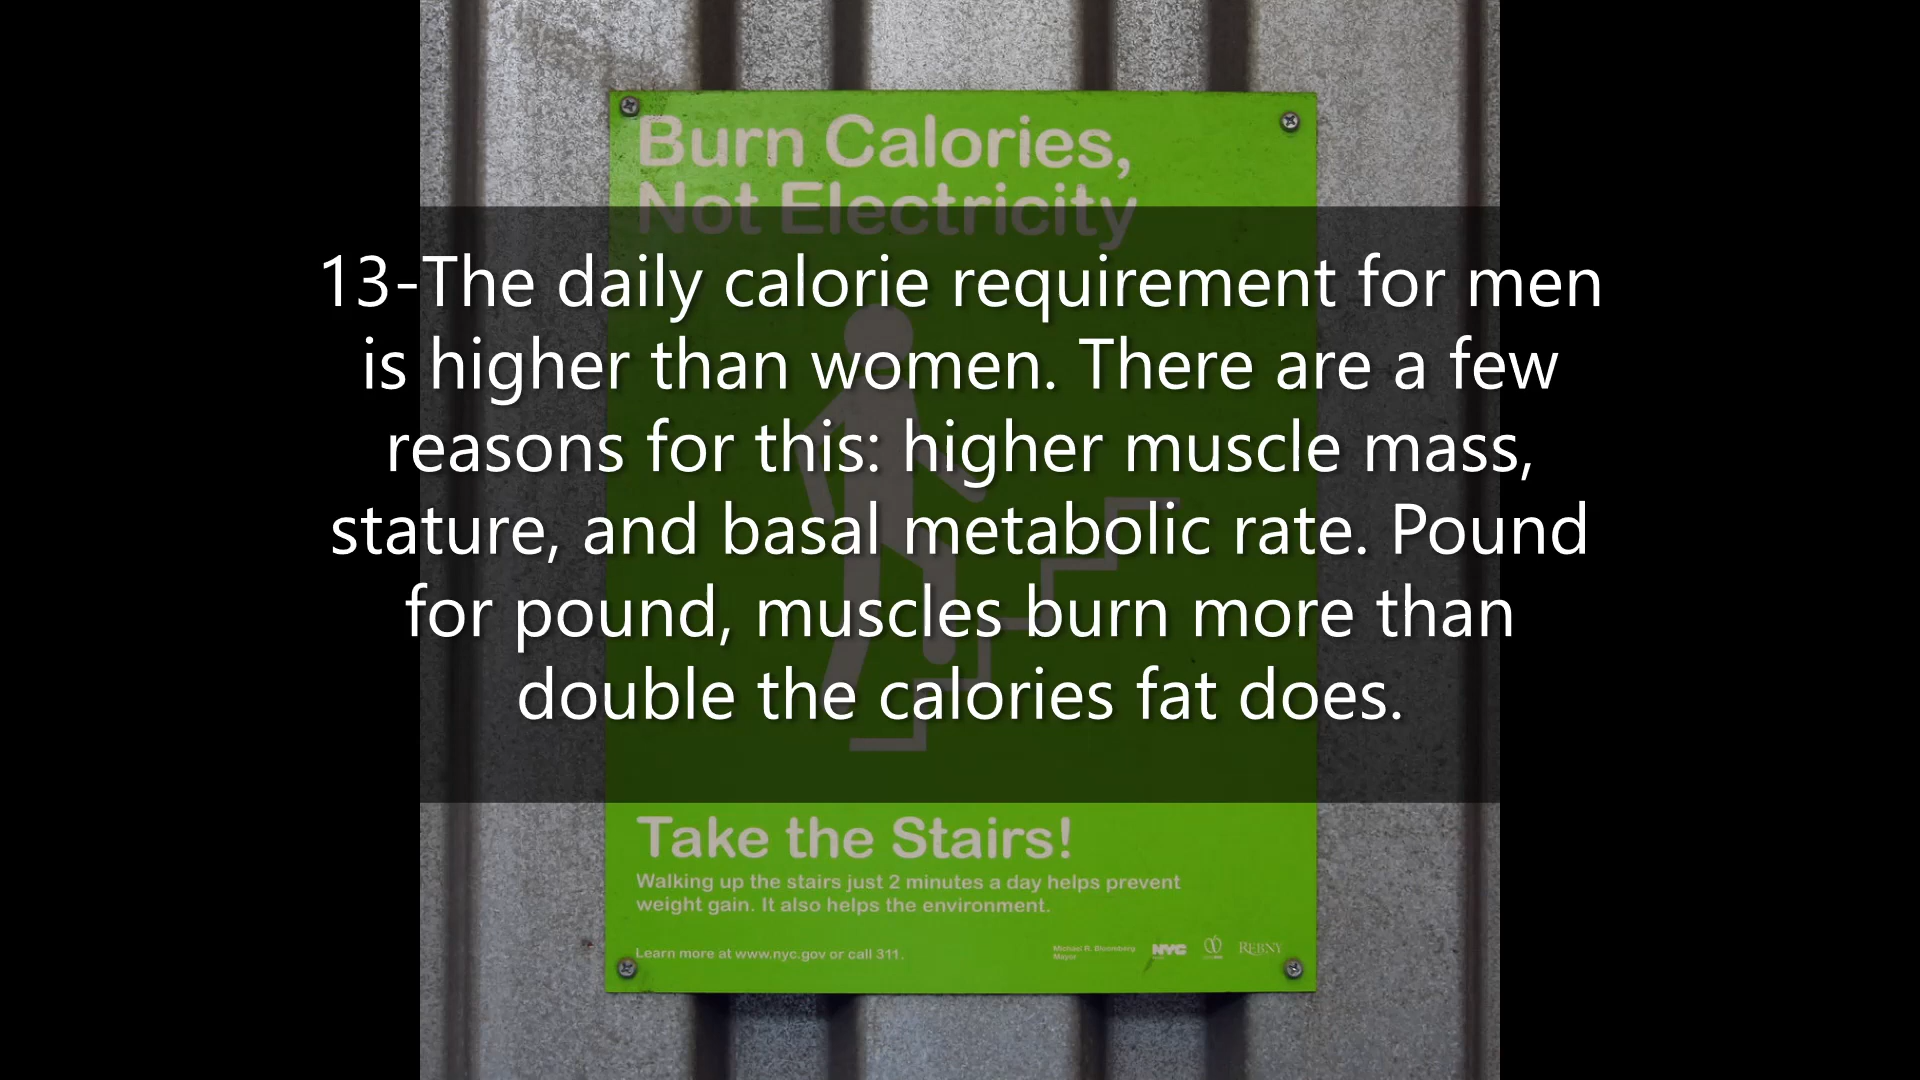 Burn Calories,
Not Electricity
13-The daily calorie requirement for men
is higher than women. There are a few
reasons for this: higher muscle mass,
stature, and basal metabolic rate. Pound
for pound, muscles burn more than
double the calories fat does.
Take the Stairs!
Walking up the stairs just 2 minutes a day helps prevent
weight gain. It also helps the environment.
Learn more at www.nyc.gov or call 311.
Michael R. Bloomberg
Mayor
NYC
REBNY